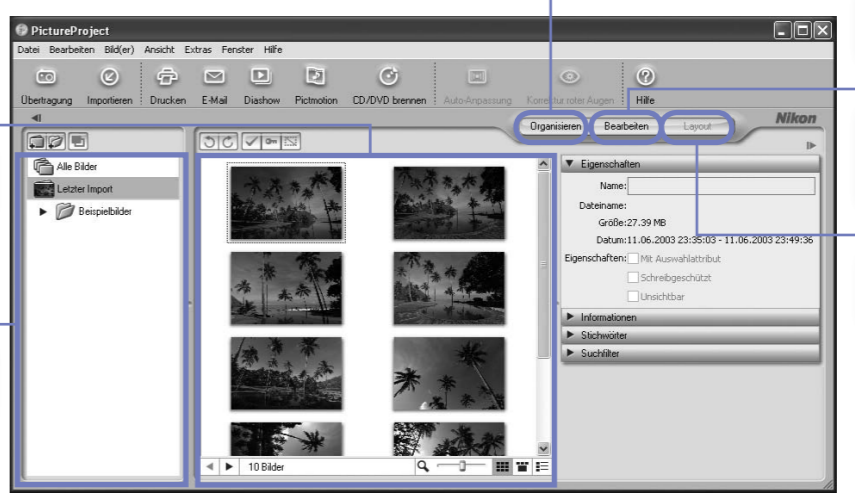 PictureProject
Datei Bearbeiten Bild(er) Ansicht Extras Fenster Hilfe
Übertragung Importieren Drucken E-Mail Diashow Pictmotion CD/DVD brennen Auto-Anpassung Korrektur roter Augen Hilfe
Organisieren Bearbeiten Layout Nikon
Alle Bilder
Letzter Import
Beispielbilder
Eigenschaften
Name:
Dateiname:
Größe:27.39 MB
Datum:11.06.2003 23:35:03 - 11.06.2003 23:49:36
Eigenschaften: Mit Auswahlattribut
Schreibgeschützt
Unsichtbar
Informationen
Stichwörter
Suchfilter
10 Bilder